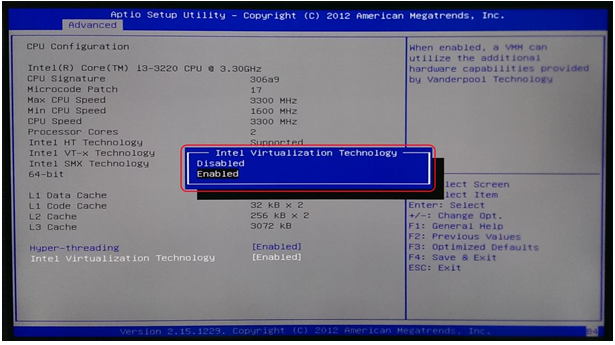 Aptio Setup Utility - Copyright (C) 2012 American Megatrends, Inc.
Advanced
CPU Configuration
Intel(R) Core(TM) i3-3220 CPU @ 3.30GHz
CPU Signature 306a9
Microcode Patch 17
Max CPU Speed 3300 MHz
Min CPU Speed 1600 MHz
CPU Speed 3300 MHz
Processor Cores 2
Intel HT Technology Supported
Intel VT-x Technology
Intel SMX Technology
64-bit
L1 Data Cache
L1 Code Cache 32 kB x 2
L2 Cache 256 kB x 2
L3 Cache 3072 kB
Hyper-threading [Enabled]
Intel Virtualization Technology [Enabled]
Intel Virtualization Technology
Disabled
Enabled
When enabled, a VMM can
utilize the additional
hardware capabilities provided
by Vanderpool Technology
lect Screen
lect Item
Enter: Select
+/-: Change Opt.
F1: General Help
F2: Previous Values
F3: Optimized Defaults
F4: Save & Exit
ESC: Exit
Version 2.15.1229. Copyright (C) 2012 American Megatrends, Inc.